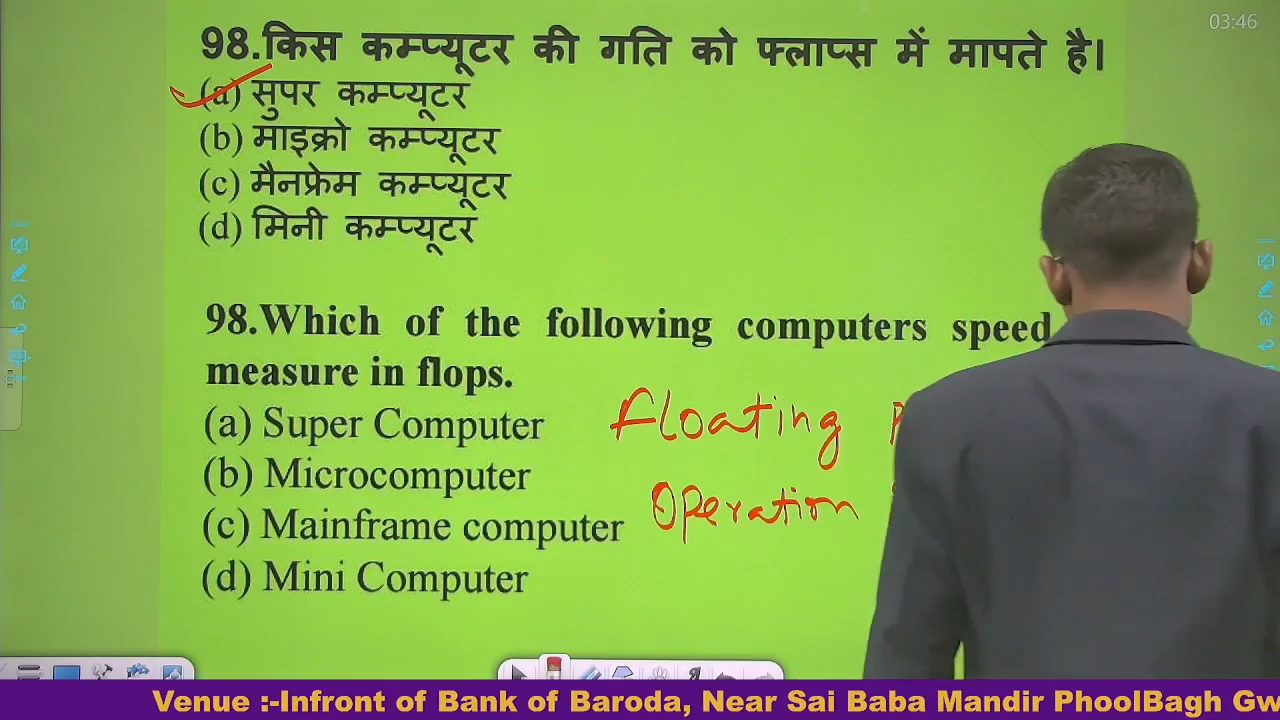 03:46
98.किस कम्प्यूटर की गति को फ्लाप्स में मापते है।
(a) सुपर कम्प्यूटर
(b) माइक्रो कम्प्यूटर
(c) मैनफ्रेम कम्प्यूटर
(d) मिनी कम्प्यूटर
98.Which of the following computers speed
measure in flops.
(a) Super Computer
(b) Microcomputer
(c) Mainframe computer
(d) Mini Computer
Floating
Operation
Venue :-Infront of Bank of Baroda, Near Sai Baba Mandir PhoolBagh Gw